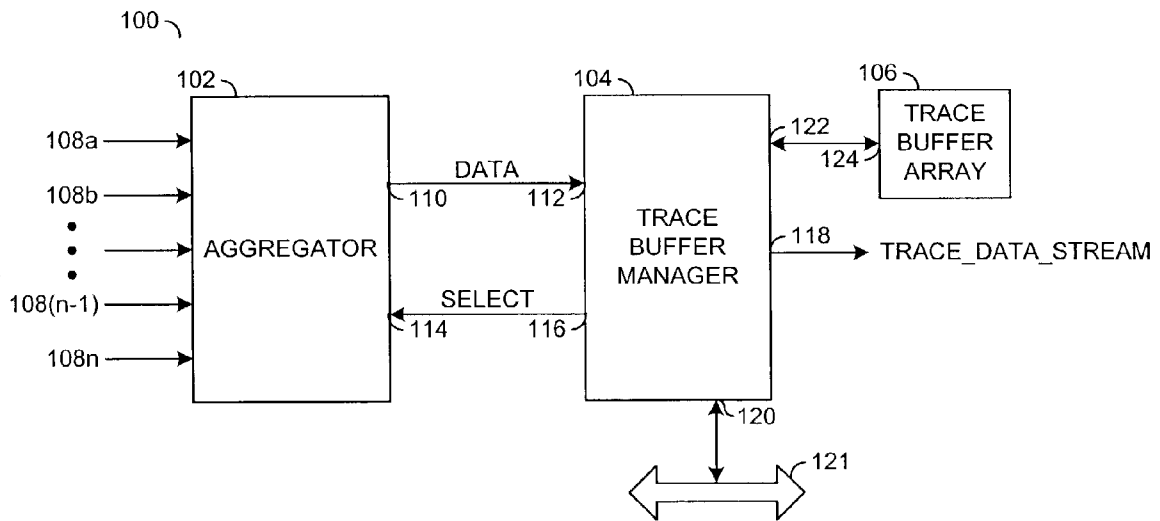 100
102
104
106
108a
108b
108(n-1)
108n
AGGREGATOR
DATA
110
112
SELECT
114
116
TRACE
BUFFER
MANAGER
122
124
TRACE
BUFFER
ARRAY
118
TRACE_DATA_STREAM
120
121